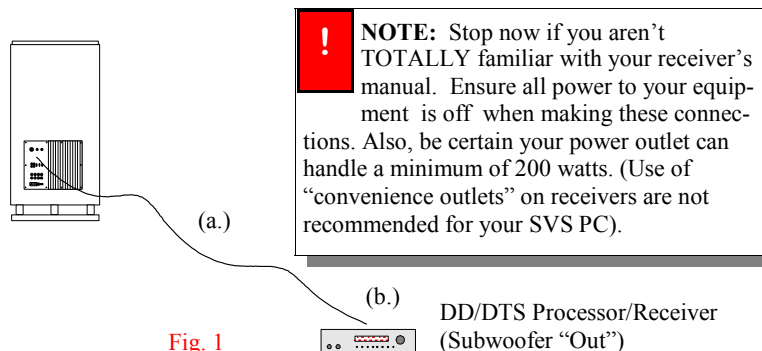 !
NOTE:  Stop now if you aren't
TOTALLY familiar with your receiver's
manual.  Ensure all power to your equip-
ment  is off  when making these connec-
tions. Also, be certain your power outlet can
handle a minimum of 200 watts. (Use of
“convenience outlets” on receivers are not
recommended for your SVS PC).
(a.)
(b.)
DD/DTS Processor/Receiver
(Subwoofer “Out”)
Fig. 1